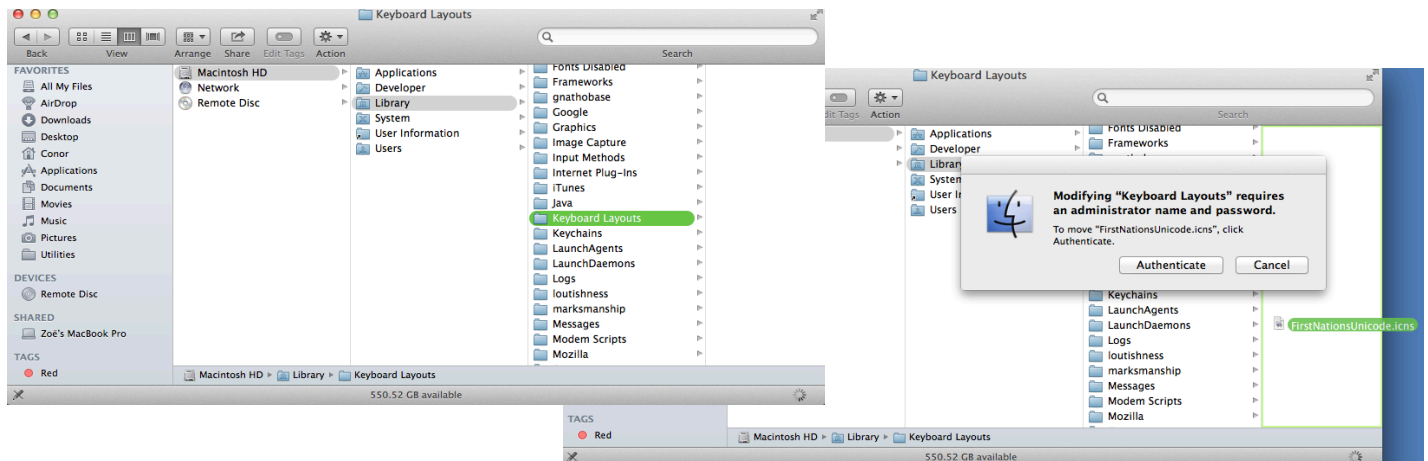 Keyboard Layouts
Back View Arrange Share Edit Tags Action Search
FAVORITES
All My Files
AirDrop
Downloads
Desktop
Conor
Applications
Documents
Movies
Music
Pictures
Utilities
DEVICES
Remote Disc
SHARED
Zoë's MacBook Pro
TAGS
Red
Macintosh HD
Network
Remote Disc
Applications
Developer
Library
System
User Information
Users
Fonts Disabled
Frameworks
gnathobase
Google
Graphics
Image Capture
Input Methods
Internet Plug-Ins
iTunes
Java
Keyboard Layouts
Keychains
LaunchAgents
LaunchDaemons
Logs
loutishness
marksmanship
Messages
Modem Scripts
Mozilla
Macintosh HD ▸ Library ▸ Keyboard Layouts
550.52 GB available
Keyboard Layouts
dit Tags Action Search
Applications
Developer
Library
System
User In
Users
Fonts Disabled
Frameworks
Modifying “Keyboard Layouts” requires
an administrator name and password.
To move “FirstNationsUnicode.icns”, click
Authenticate.
Authenticate Cancel
Keychains
LaunchAgents
LaunchDaemons
Logs
loutishness
marksmanship
Messages
Modem Scripts
Mozilla
FirstNationsUnicode.icns
TAGS
Red
Macintosh HD ▸ Library ▸ Keyboard Layouts
550.52 GB available